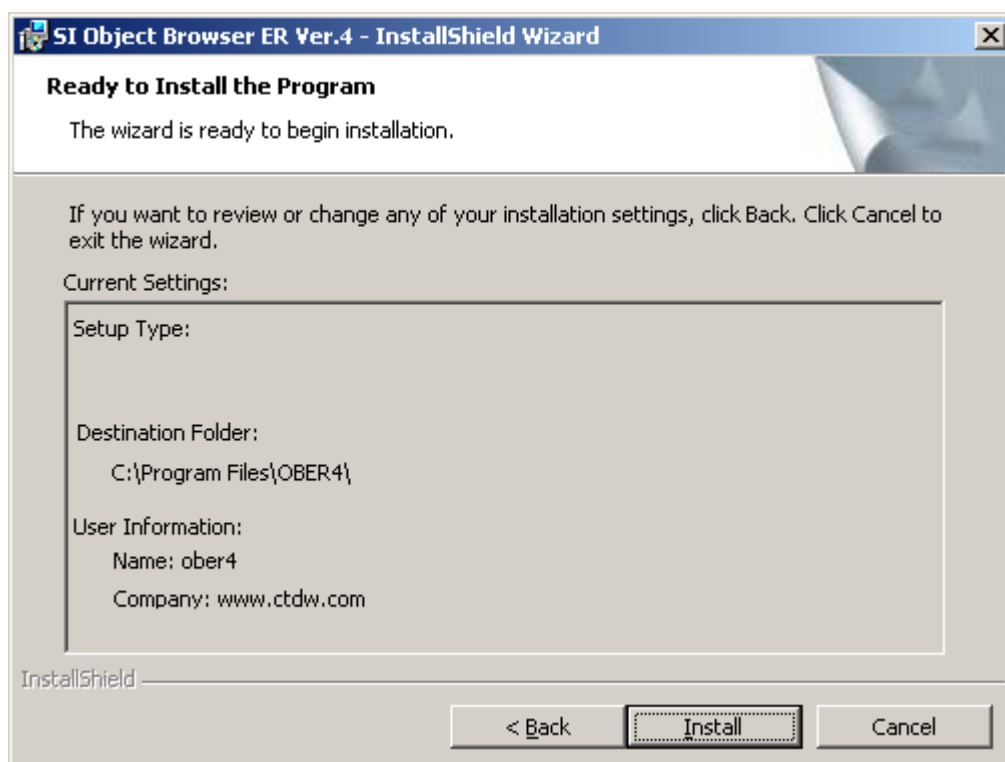 SI Object Browser ER Ver.4 - InstallShield Wizard
Ready to Install the Program
The wizard is ready to begin installation.
If you want to review or change any of your installation settings, click Back. Click Cancel to
exit the wizard.
Current Settings:
Setup Type:
Destination Folder:
C:\Program Files\OBER4\
User Information:
Name: ober4
Company: www.ctdw.com
InstallShield
< Back
Install
Cancel